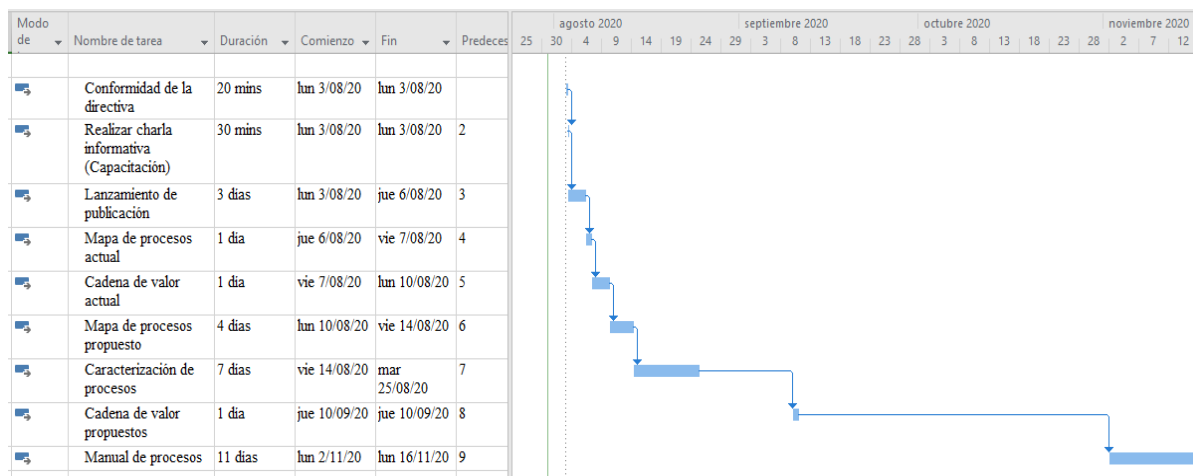 Modo
de
Nombre de tarea
Duración
Comienzo
Fin
Predeces
agosto 2020
septiembre 2020
octubre 2020
noviembre 2020
25 30 4 9 14 19 24 29 3 8 13 18 23 28 3 8 13 18 23 28 2 7 12
Conformidad de la
directiva
20 mins
lun 3/08/20
lun 3/08/20
Realizar charla
informativa
(Capacitación)
30 mins
lun 3/08/20
lun 3/08/20
2
Lanzamiento de
publicación
3 dias
lun 3/08/20
jue 6/08/20
3
Mapa de procesos
actual
1 dia
jue 6/08/20
vie 7/08/20
4
Cadena de valor
actual
1 dia
vie 7/08/20
lun 10/08/20
5
Mapa de procesos
propuesto
4 dias
lun 10/08/20
vie 14/08/20
6
Caracterización de
procesos
7 dias
vie 14/08/20
mar
25/08/20
7
Cadena de valor
propuestos
1 dia
jue 10/09/20
jue 10/09/20
8
Manual de procesos
11 dias
lun 2/11/20
lun 16/11/20
9